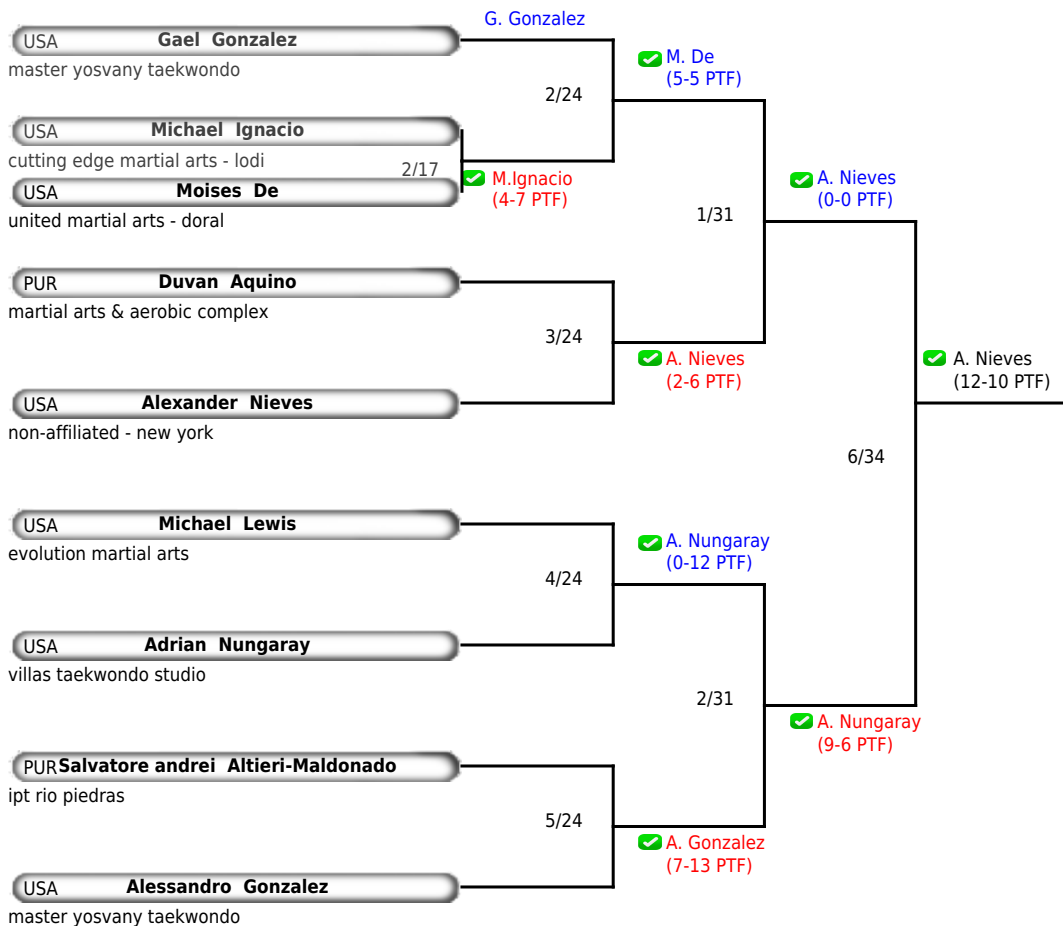 G. Gonzalez
USA Gael Gonzalez
master yosvany taekwondo
M. De
(5-5 PTF)
2/24
USA Michael Ignacio
cutting edge martial arts - lodi
2/17
M.Ignacio
(4-7 PTF)
USA Moises De
united martial arts - doral
A. Nieves
(0-0 PTF)
1/31
PUR Duvan Aquino
martial arts & aerobic complex
3/24
A. Nieves
(2-6 PTF)
A. Nieves
(12-10 PTF)
USA Alexander Nieves
non-affiliated - new york
6/34
USA Michael Lewis
evolution martial arts
A. Nungaray
(0-12 PTF)
4/24
USA Adrian Nungaray
villas taekwondo studio
2/31
A. Nungaray
(9-6 PTF)
PUR Salvatore andrei Altieri-Maldonado
ipt rio piedras
5/24
A. Gonzalez
(7-13 PTF)
USA Alessandro Gonzalez
master yosvany taekwondo